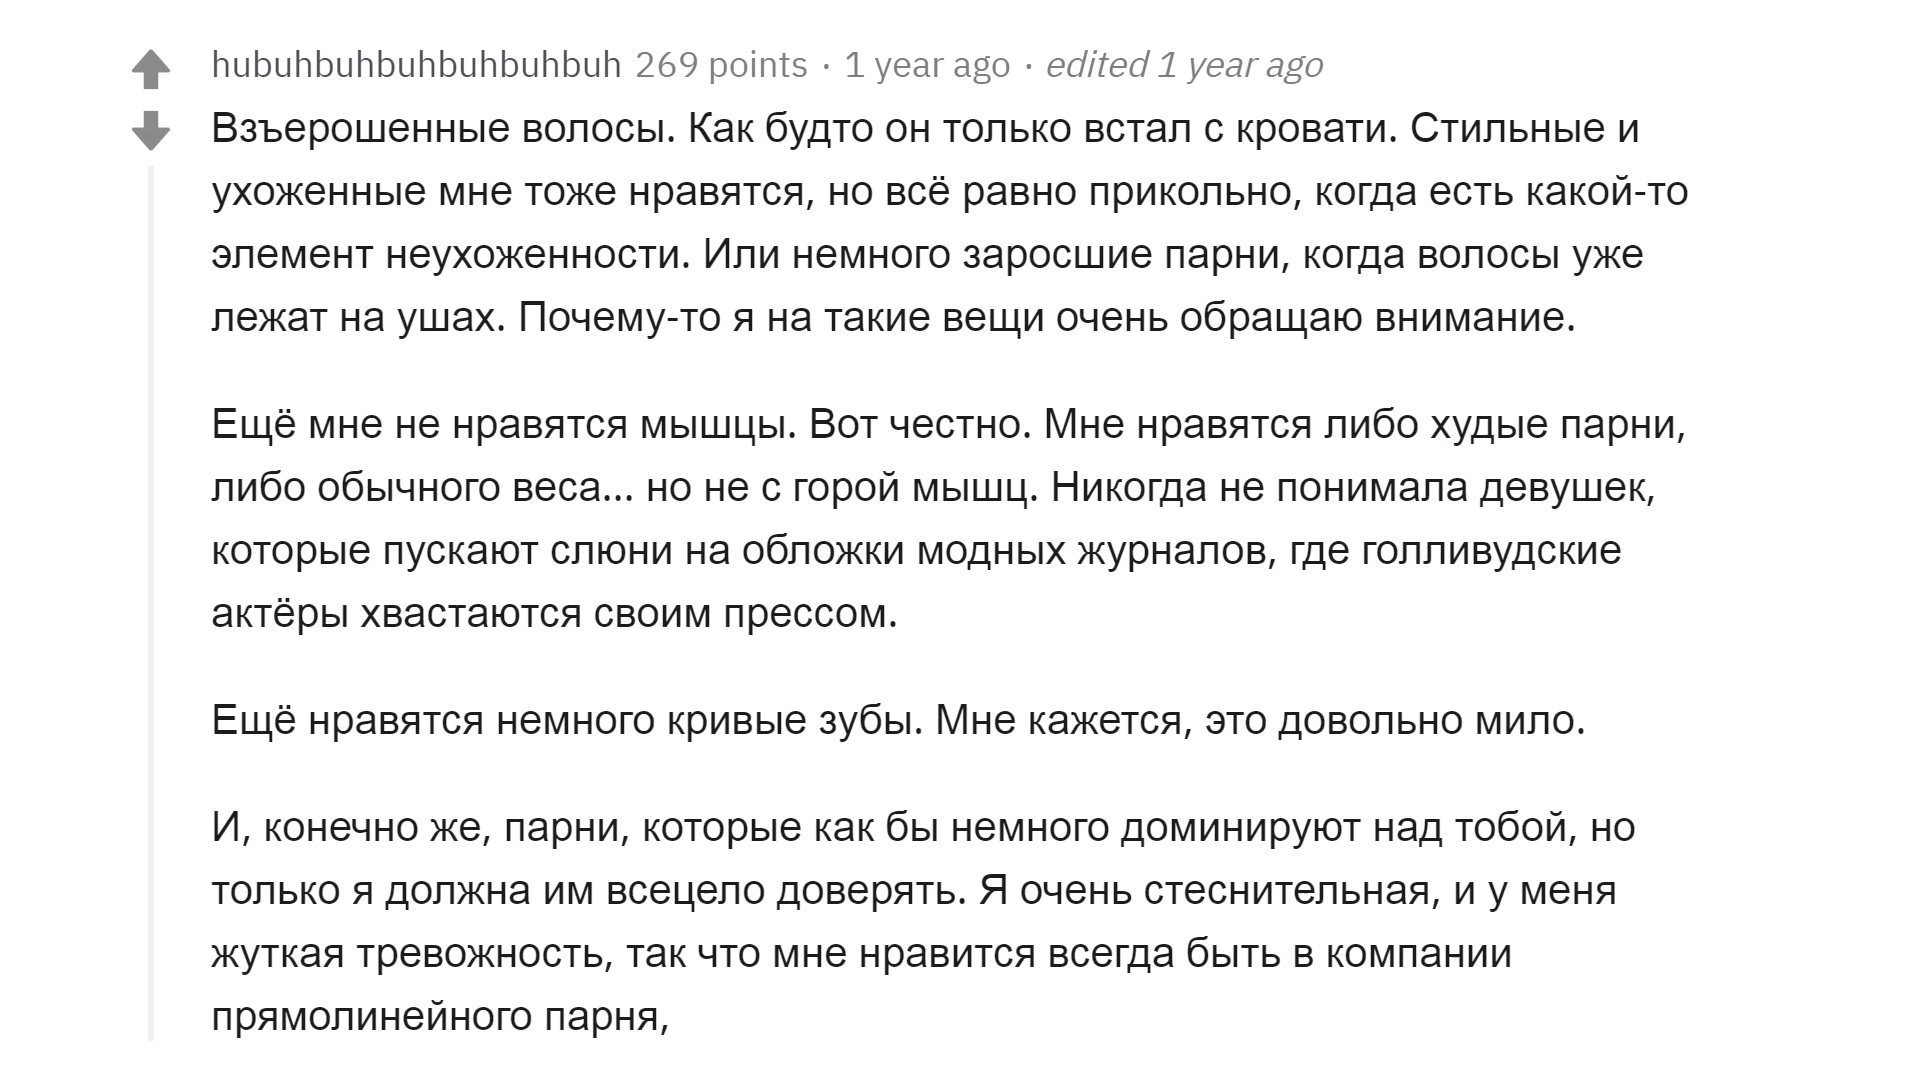 hubuhbuhbuhbuhbuhbuh 269 points · 1 year ago · edited 1 year ago
Взъерошенные волосы. Как будто он только встал с кровати. Стильные и
ухоженные мне тоже нравятся, но всё равно прикольно, когда есть какой-то
элемент неухоженности. Или немного заросшие парни, когда волосы уже
лежат на ушах. Почему-то я на такие вещи очень обращаю внимание.
Ещё мне не нравятся мышцы. Вот честно. Мне нравятся либо худые парни,
либо обычного веса... но не с горой мышц. Никогда не понимала девушек,
которые пускают слюни на обложки модных журналов, где голливудские
актёры хвастаются своим прессом.
Ещё нравятся немного кривые зубы. Мне кажется, это довольно мило.
И, конечно же, парни, которые как бы немного доминируют над тобой, но
только я должна им всецело доверять. Я очень стеснительная, и у меня
жуткая тревожность, так что мне нравится всегда быть в компании
прямолинейного парня,